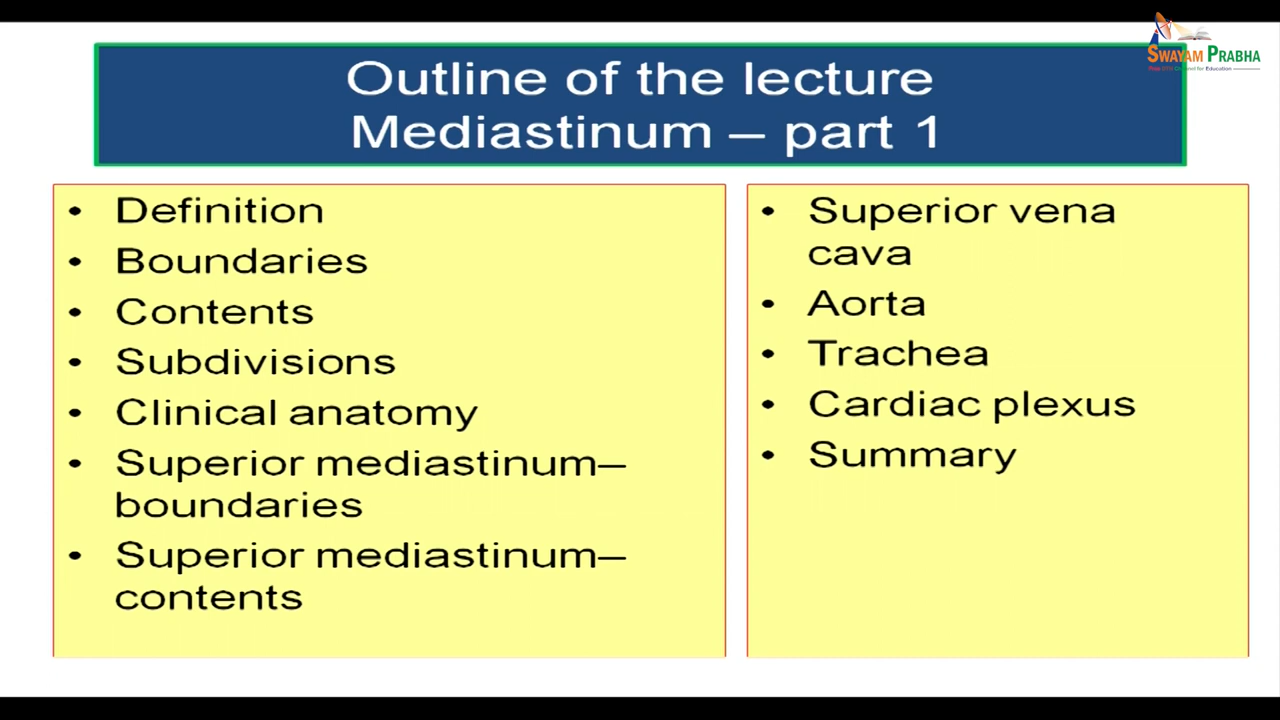 SWAYAM PRABHA
Outline of the lecture
Mediastinum – part 1
• Definition
• Boundaries
• Contents
• Subdivisions
• Clinical anatomy
• Superior mediastinum–
boundaries
• Superior mediastinum–
contents
• Superior vena
cava
• Aorta
• Trachea
• Cardiac plexus
• Summary